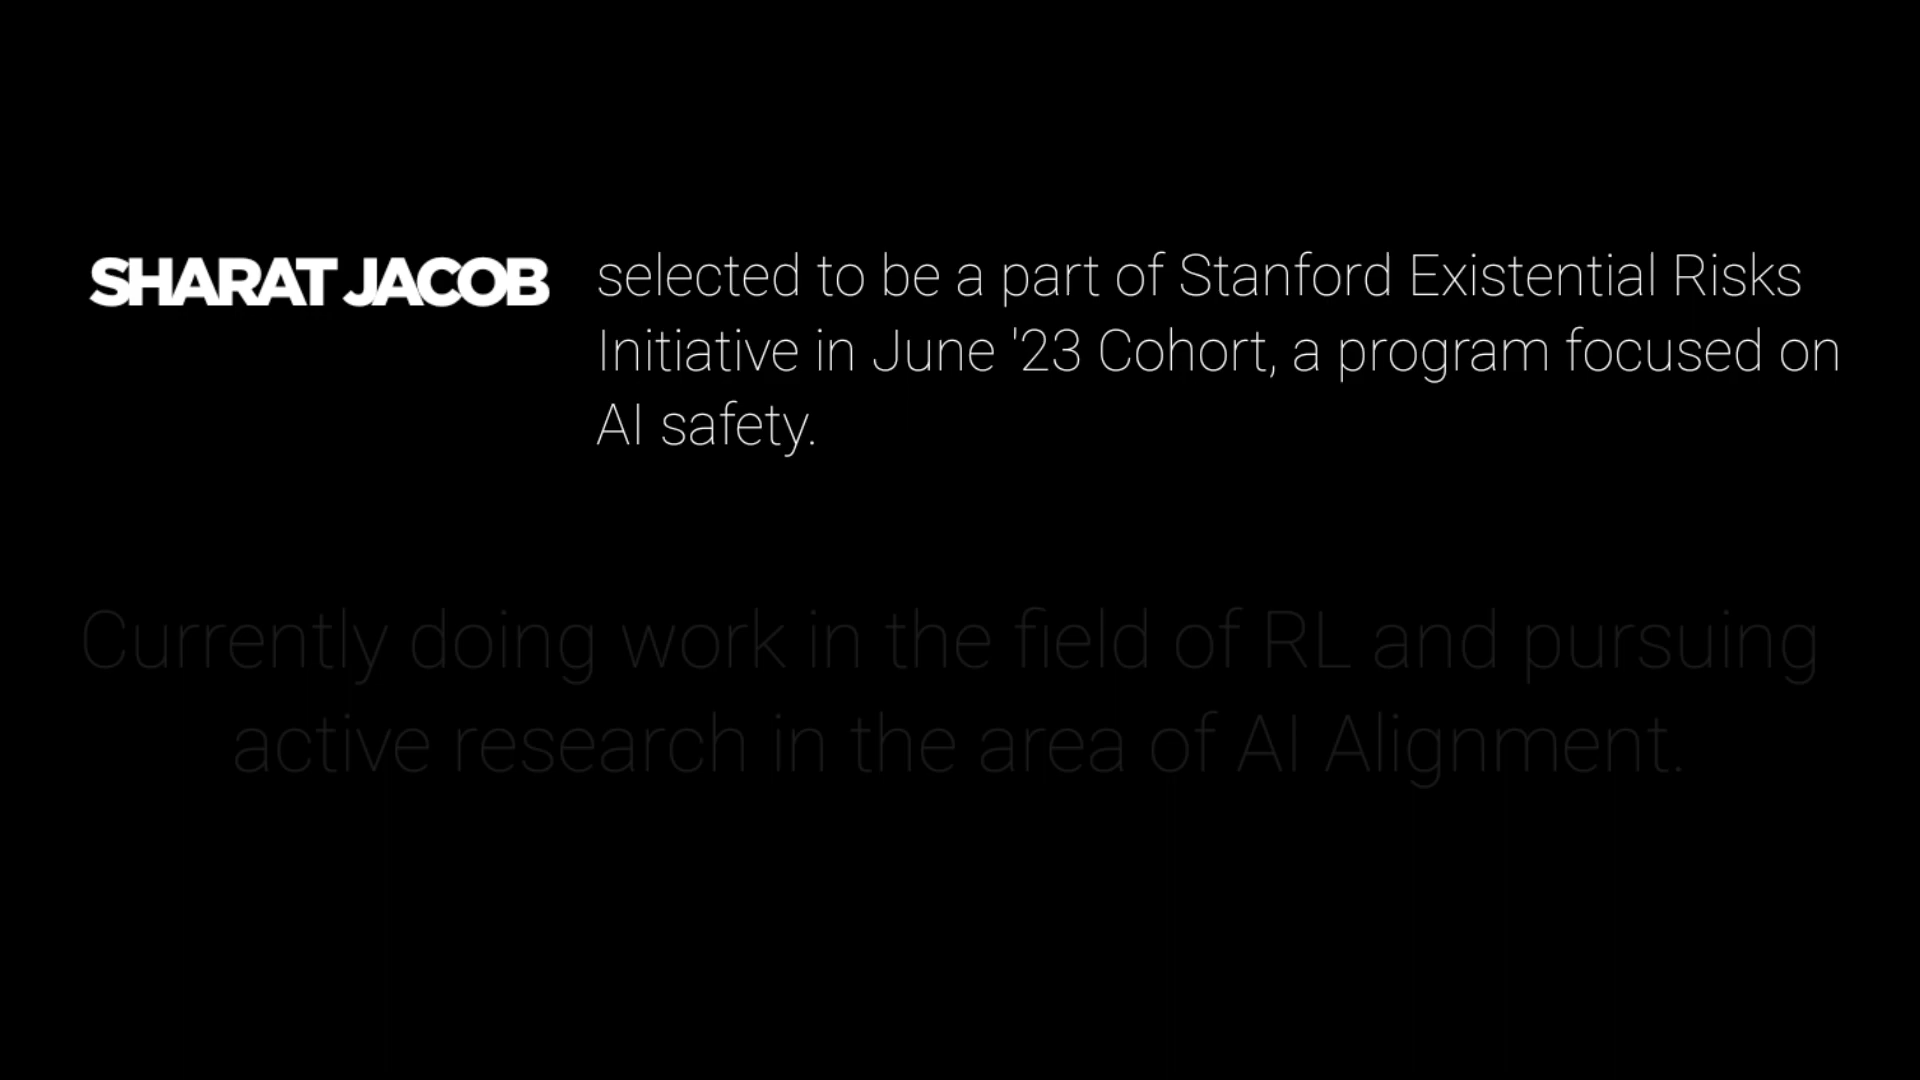 SHARAT JACOB selected to be a part of Stanford Existential Risks
Initiative in June '23 Cohort, a program focused on
AI safety.
Currently doing work in the field of RL and pursuing
active research in the area of AI Alignment.